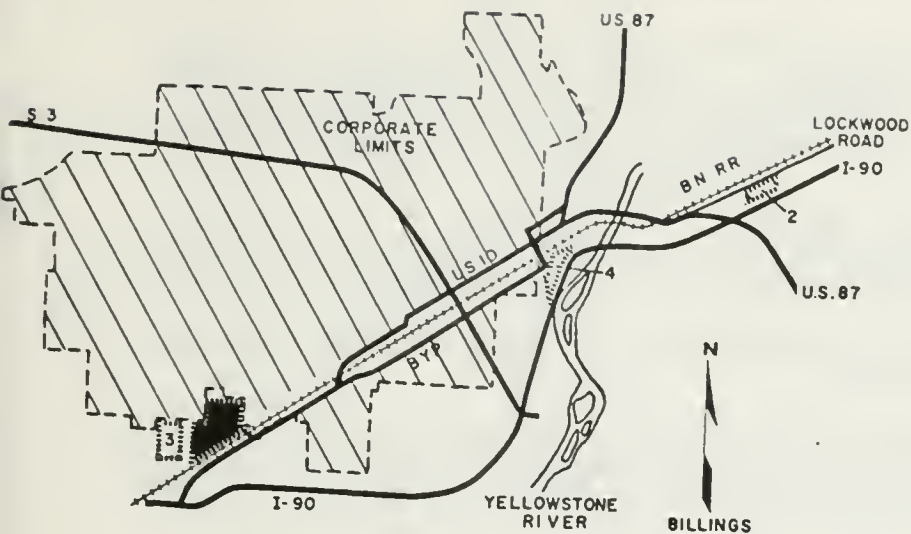 US 87
S 3
CORPORATE
LIMITS
LOCKWOOD
ROAD
BN RR
I-90
2
US 10
4
U.S. 87
BYP
N
3
I-90
YELLOWSTONE
RIVER
BILLINGS